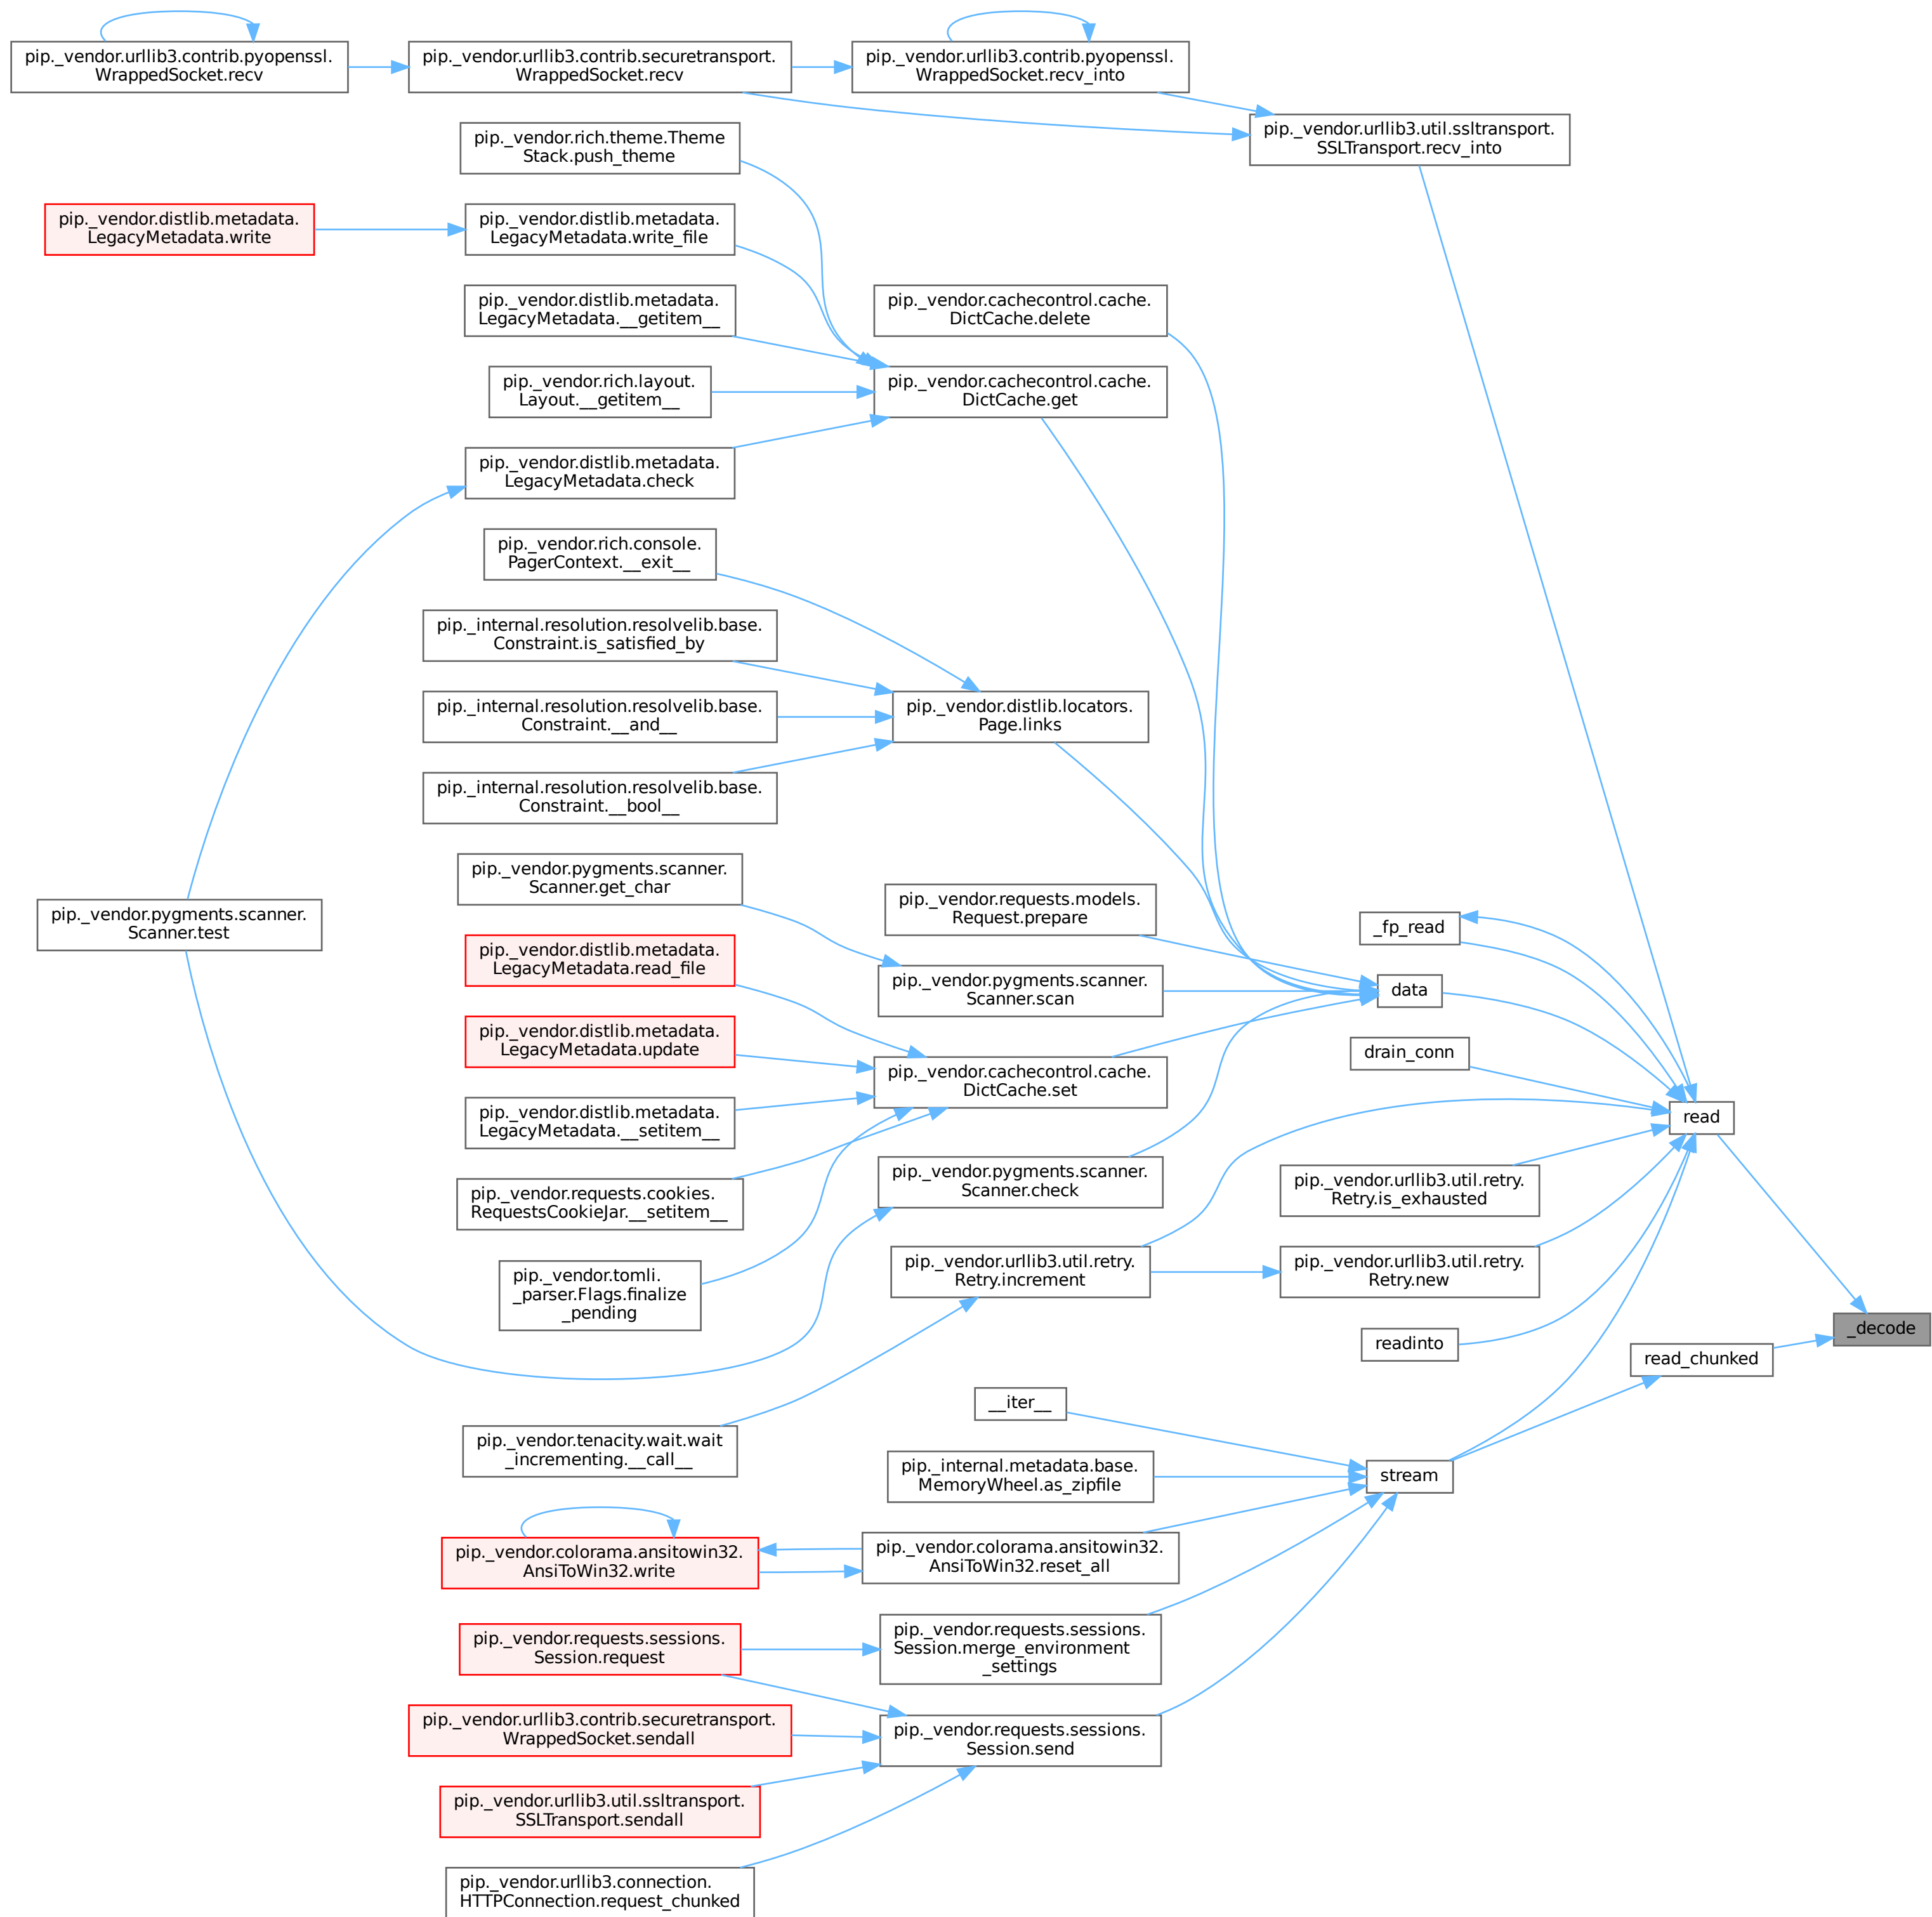 pip._vendor.urllib3.contrib.pyopenssl.
WrappedSocket.recv
pip._vendor.urllib3.contrib.securetransport.
WrappedSocket.recv
pip._vendor.urllib3.contrib.pyopenssl.
WrappedSocket.recv_into
pip._vendor.urllib3.util.ssltransport.
SSLTransport.recv_into
pip._vendor.rich.theme.Theme
Stack.push_theme
pip._vendor.distlib.metadata.
LegacyMetadata.write
pip._vendor.distlib.metadata.
LegacyMetadata.write_file
pip._vendor.distlib.metadata.
LegacyMetadata.__getitem__
pip._vendor.cachecontrol.cache.
DictCache.delete
pip._vendor.rich.layout.
Layout.__getitem__
pip._vendor.cachecontrol.cache.
DictCache.get
pip._vendor.distlib.metadata.
LegacyMetadata.check
pip._vendor.rich.console.
PagerContext.__exit__
pip._internal.resolution.resolvelib.base.
Constraint.is_satisfied_by
pip._internal.resolution.resolvelib.base.
Constraint.__and__
pip._vendor.distlib.locators.
Page.links
pip._internal.resolution.resolvelib.base.
Constraint.__bool__
pip._vendor.pygments.scanner.
Scanner.get_char
pip._vendor.requests.models.
Request.prepare
pip._vendor.pygments.scanner.
Scanner.test
_fp_read
pip._vendor.distlib.metadata.
LegacyMetadata.read_file
pip._vendor.pygments.scanner.
Scanner.scan
data
pip._vendor.distlib.metadata.
LegacyMetadata.update
drain_conn
pip._vendor.cachecontrol.cache.
DictCache.set
read
pip._vendor.distlib.metadata.
LegacyMetadata.__setitem__
pip._vendor.pygments.scanner.
Scanner.check
pip._vendor.urllib3.util.retry.
Retry.is_exhausted
pip._vendor.requests.cookies.
RequestsCookieJar.__setitem__
pip._vendor.urllib3.util.retry.
Retry.increment
pip._vendor.urllib3.util.retry.
Retry.new
pip._vendor.tomli.
_parser.Flags.finalize
_pending
_decode
readinto
read_chunked
__iter__
pip._vendor.tenacity.wait.wait
_incrementing.__call__
pip._internal.metadata.base.
MemoryWheel.as_zipfile
stream
pip._vendor.colorama.ansitowin32.
AnsiToWin32.write
pip._vendor.colorama.ansitowin32.
AnsiToWin32.reset_all
pip._vendor.requests.sessions.
Session.request
pip._vendor.requests.sessions.
Session.merge_environment
_settings
pip._vendor.urllib3.contrib.securetransport.
WrappedSocket.sendall
pip._vendor.requests.sessions.
Session.send
pip._vendor.urllib3.util.ssltransport.
SSLTransport.sendall
pip._vendor.urllib3.connection.
HTTPConnection.request_chunked